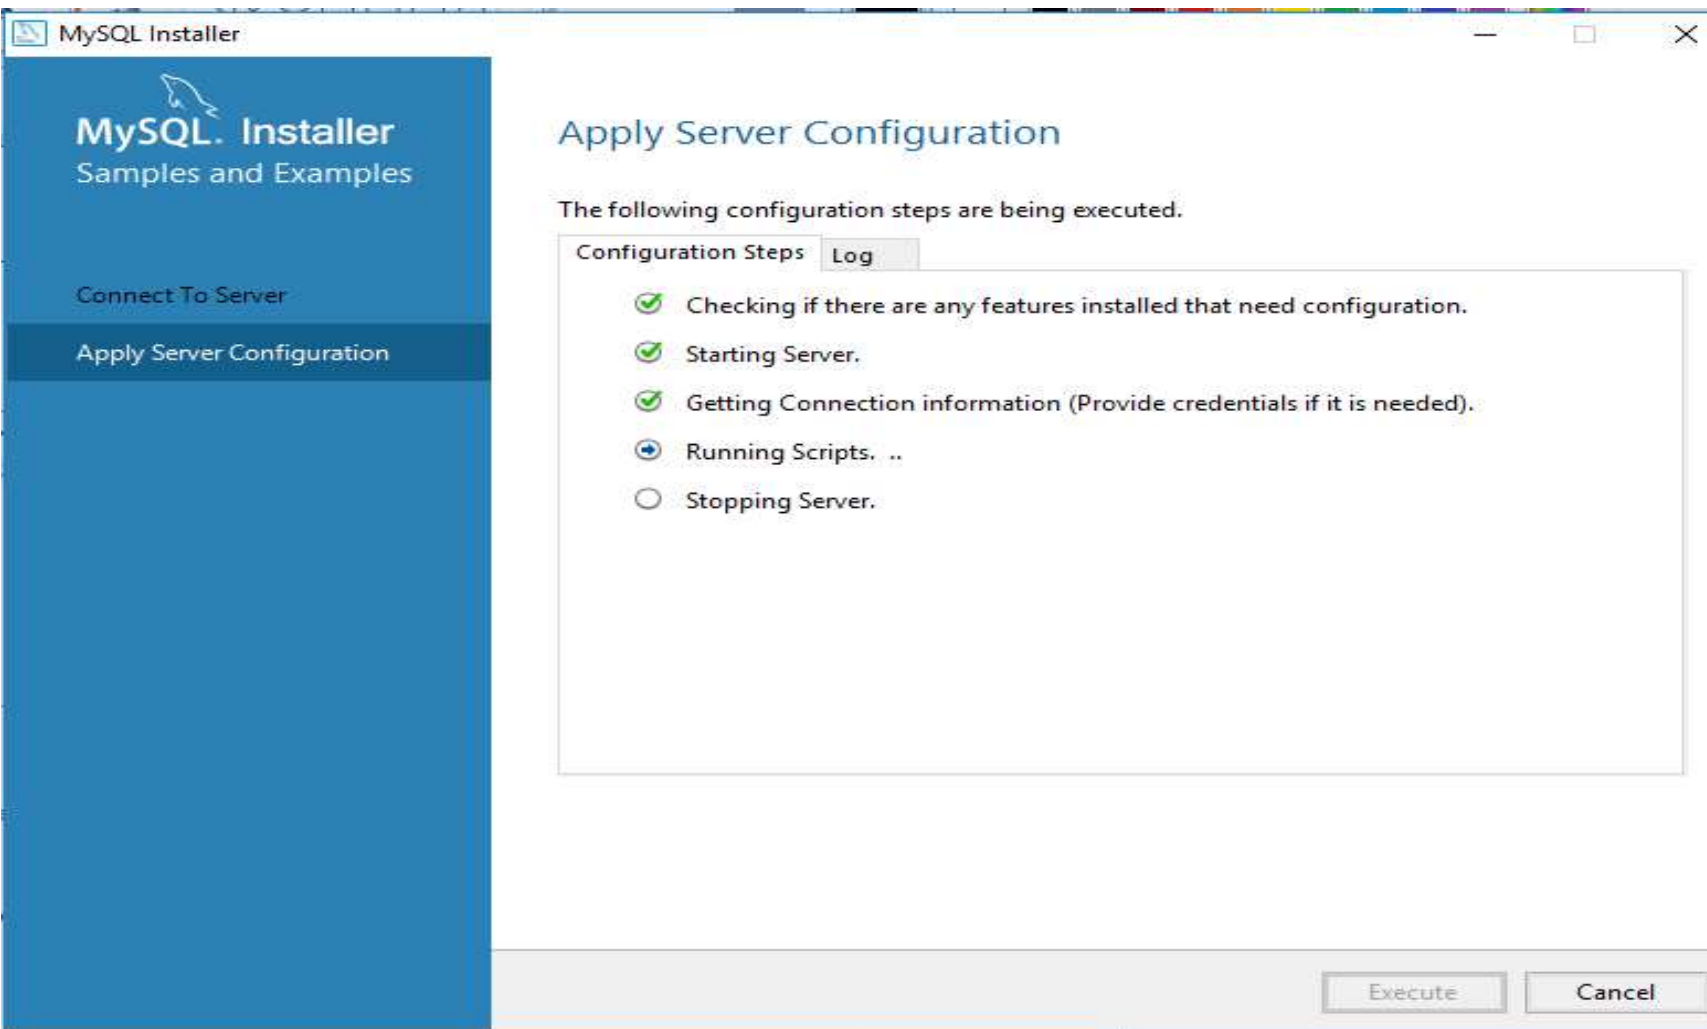 MySQL Installer
MySQL. Installer
Samples and Examples
Connect To Server
Apply Server Configuration
Apply Server Configuration
The following configuration steps are being executed.
Configuration Steps Log
Checking if there are any features installed that need configuration.
Starting Server.
Getting Connection information (Provide credentials if it is needed).
Running Scripts. ..
Stopping Server.
Execute Cancel